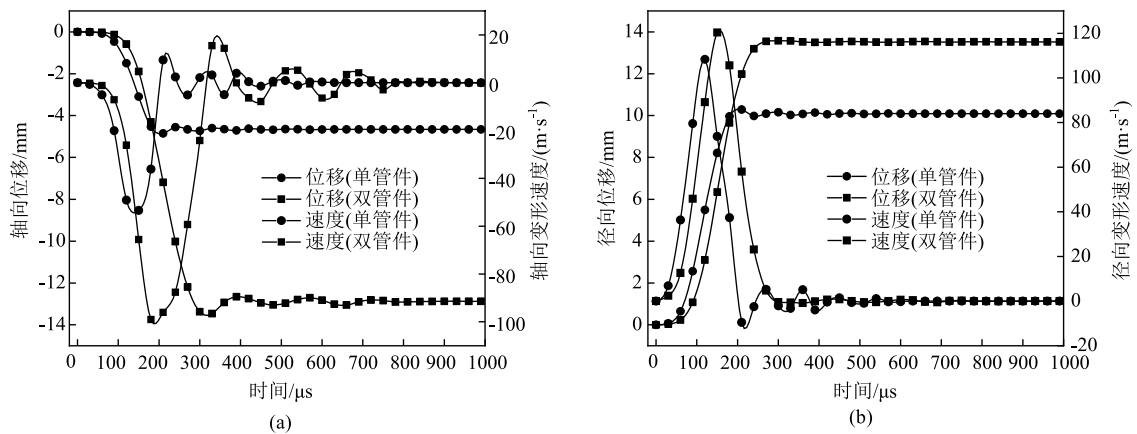 0
-2
-4
-6
-8
-10
-12
-14
轴向位移/mm
20
0
-20
-40
-60
-80
-100
轴向变形速度/(m·s⁻¹)
位移(单管件)
位移(双管件)
速度(单管件)
速度(双管件)
0 100 200 300 400 500 600 700 800 900 1000
时间/μs
(a)
14
12
10
8
6
4
2
0
径向位移/mm
120
100
80
60
40
20
0
-20
径向变形速度/(m·s⁻¹)
位移(单管件)
位移(双管件)
速度(单管件)
速度(双管件)
0 100 200 300 400 500 600 700 800 900 1000
时间/μs
(b)